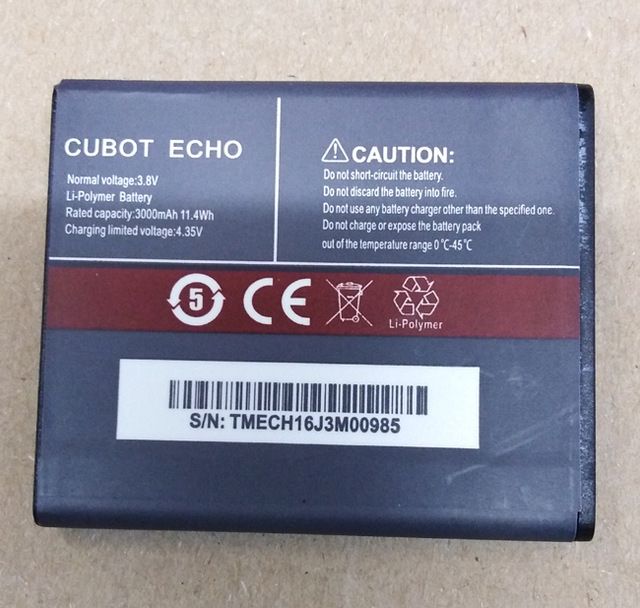 CUBOT ECHO
Normal voltage:3.8V
Li-Polymer Battery
Rated capacity:3000mAh 11.4Wh
Charging limited voltage:4.35V
CAUTION:
Do not short-circuit the battery.
Do not discard the battery into fire.
Do not use any battery charger other than the specified one.
Do not charge or expose the battery pack
out of the temperature range 0℃-45℃
5
CE
Li-Polymer
S/N: TMECH16J3M00985